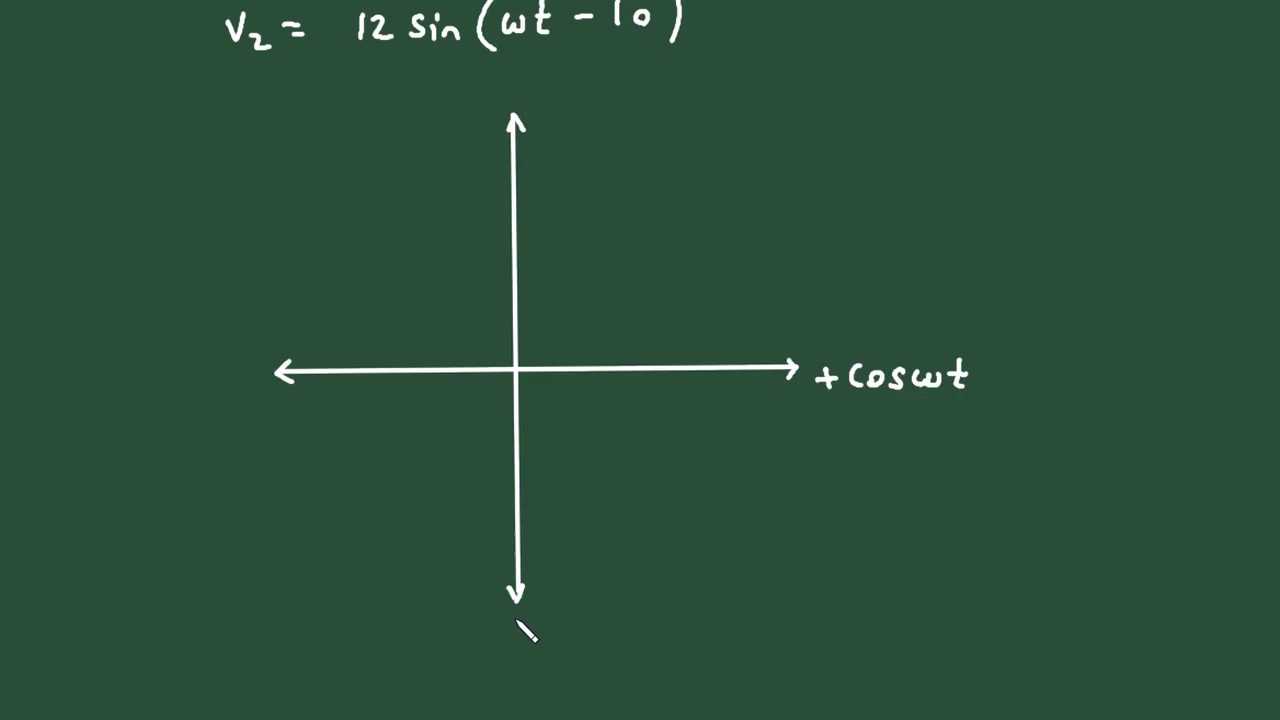 v₂ = 12 sin (ωt - 10)
+ cosωt